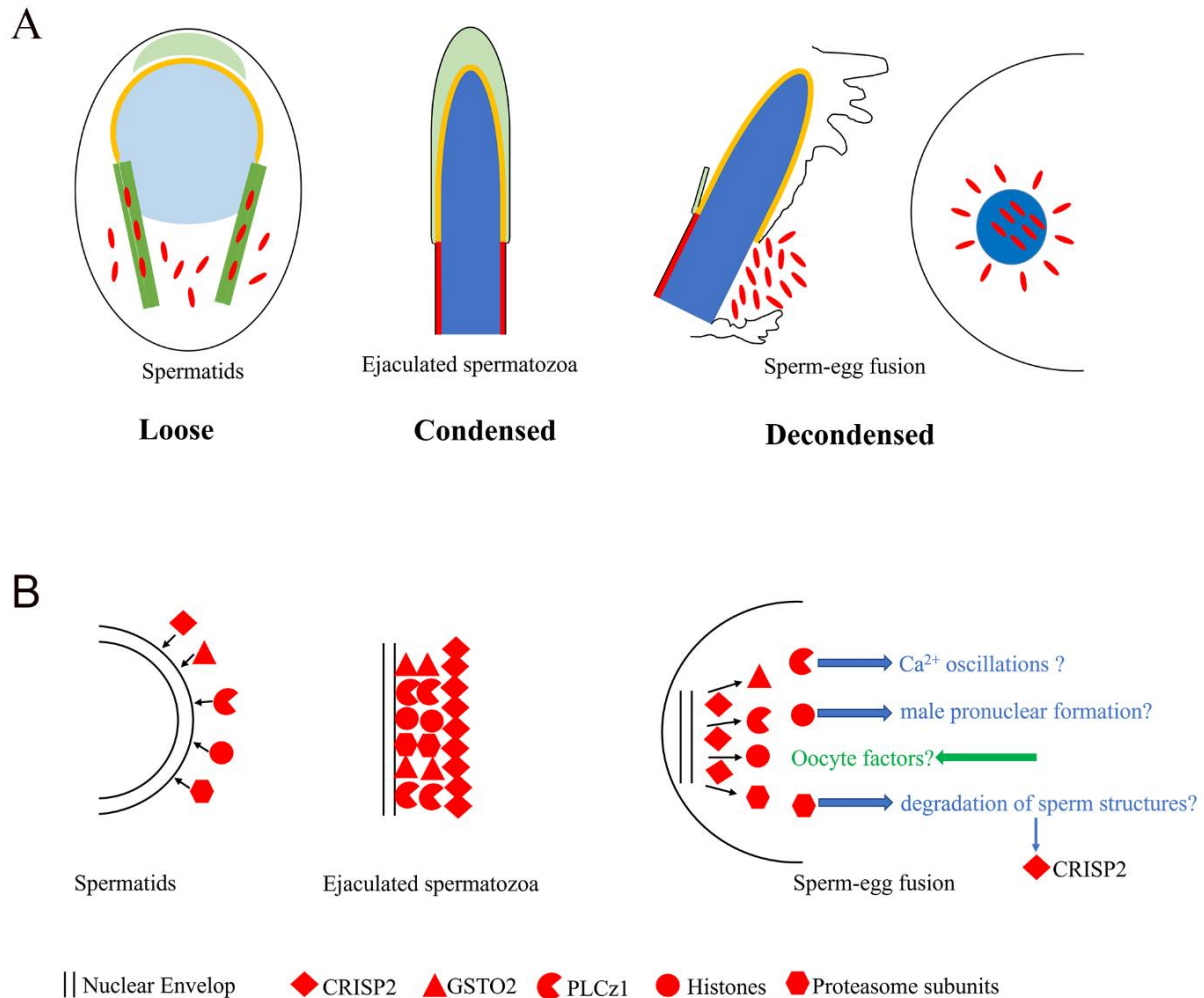 A
Spermatids
Ejaculated spermatozoa
Sperm-egg fusion
Loose
Condensed
Decondensed
B
Ca²⁺ oscillations ?
male pronuclear formation?
Oocyte factors?
degradation of sperm structures?
CRISP2
Spermatids
Ejaculated spermatozoa
Sperm-egg fusion
Nuclear Envelop
CRISP2
GSTO2
PLCz1
Histones
Proteasome subunits